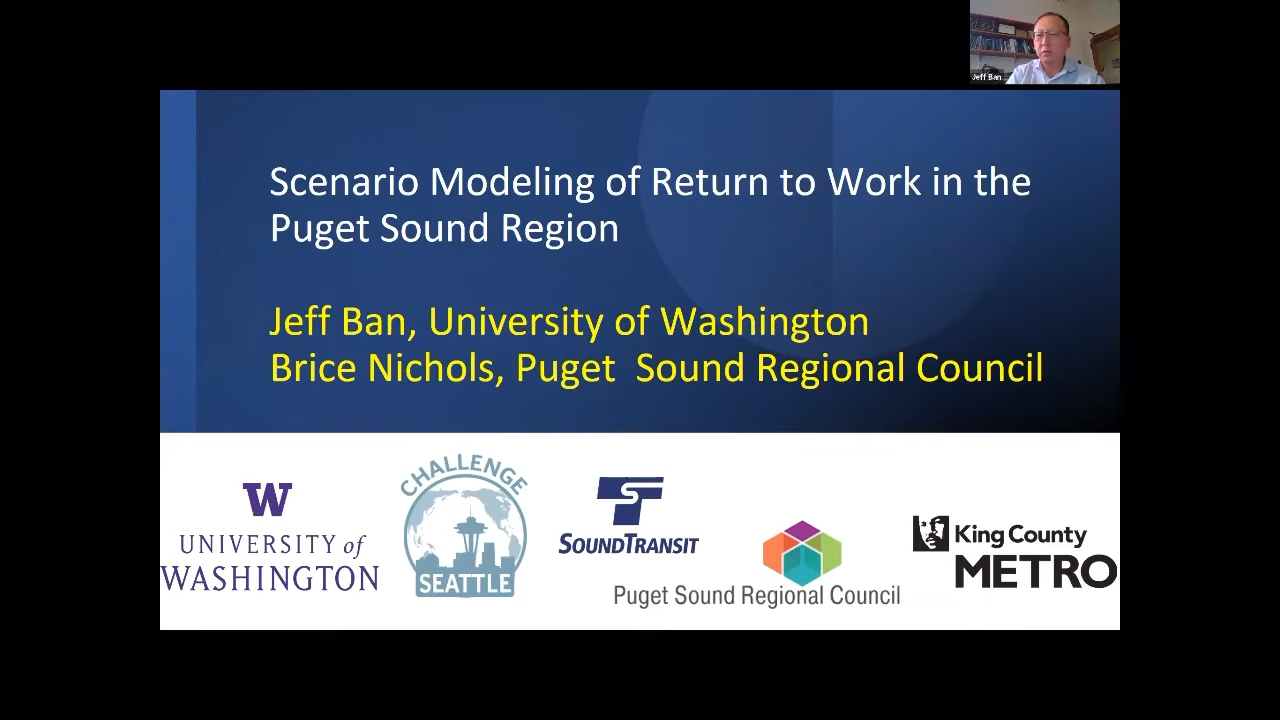 Jeff Ban
Scenario Modeling of Return to Work in the
Puget Sound Region
Jeff Ban, University of Washington
Brice Nichols, Puget  Sound Regional Council
W
UNIVERSITY of
WASHINGTON
CHALLENGE
SEATTLE
T
S
SOUNDTRANSIT
Puget Sound Regional Council
King County
METRO